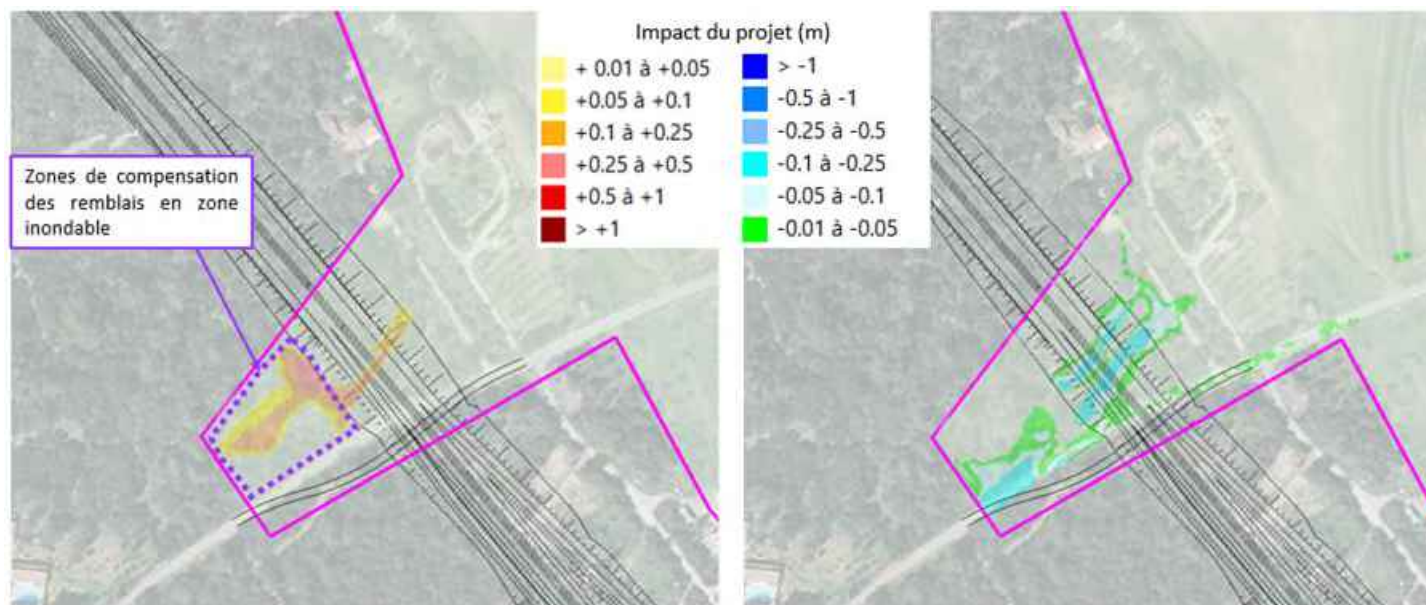 Impact du projet (m)
+ 0.01 à +0.05
+0.05 à +0.1
+0.1 à +0.25
+0.25 à +0.5
+0.5 à +1
> +1
> -1
-0.5 à -1
-0.25 à -0.5
-0.1 à -0.25
-0.05 à -0.1
-0.01 à -0.05
Zones de compensation
des remblais en zone
inondable